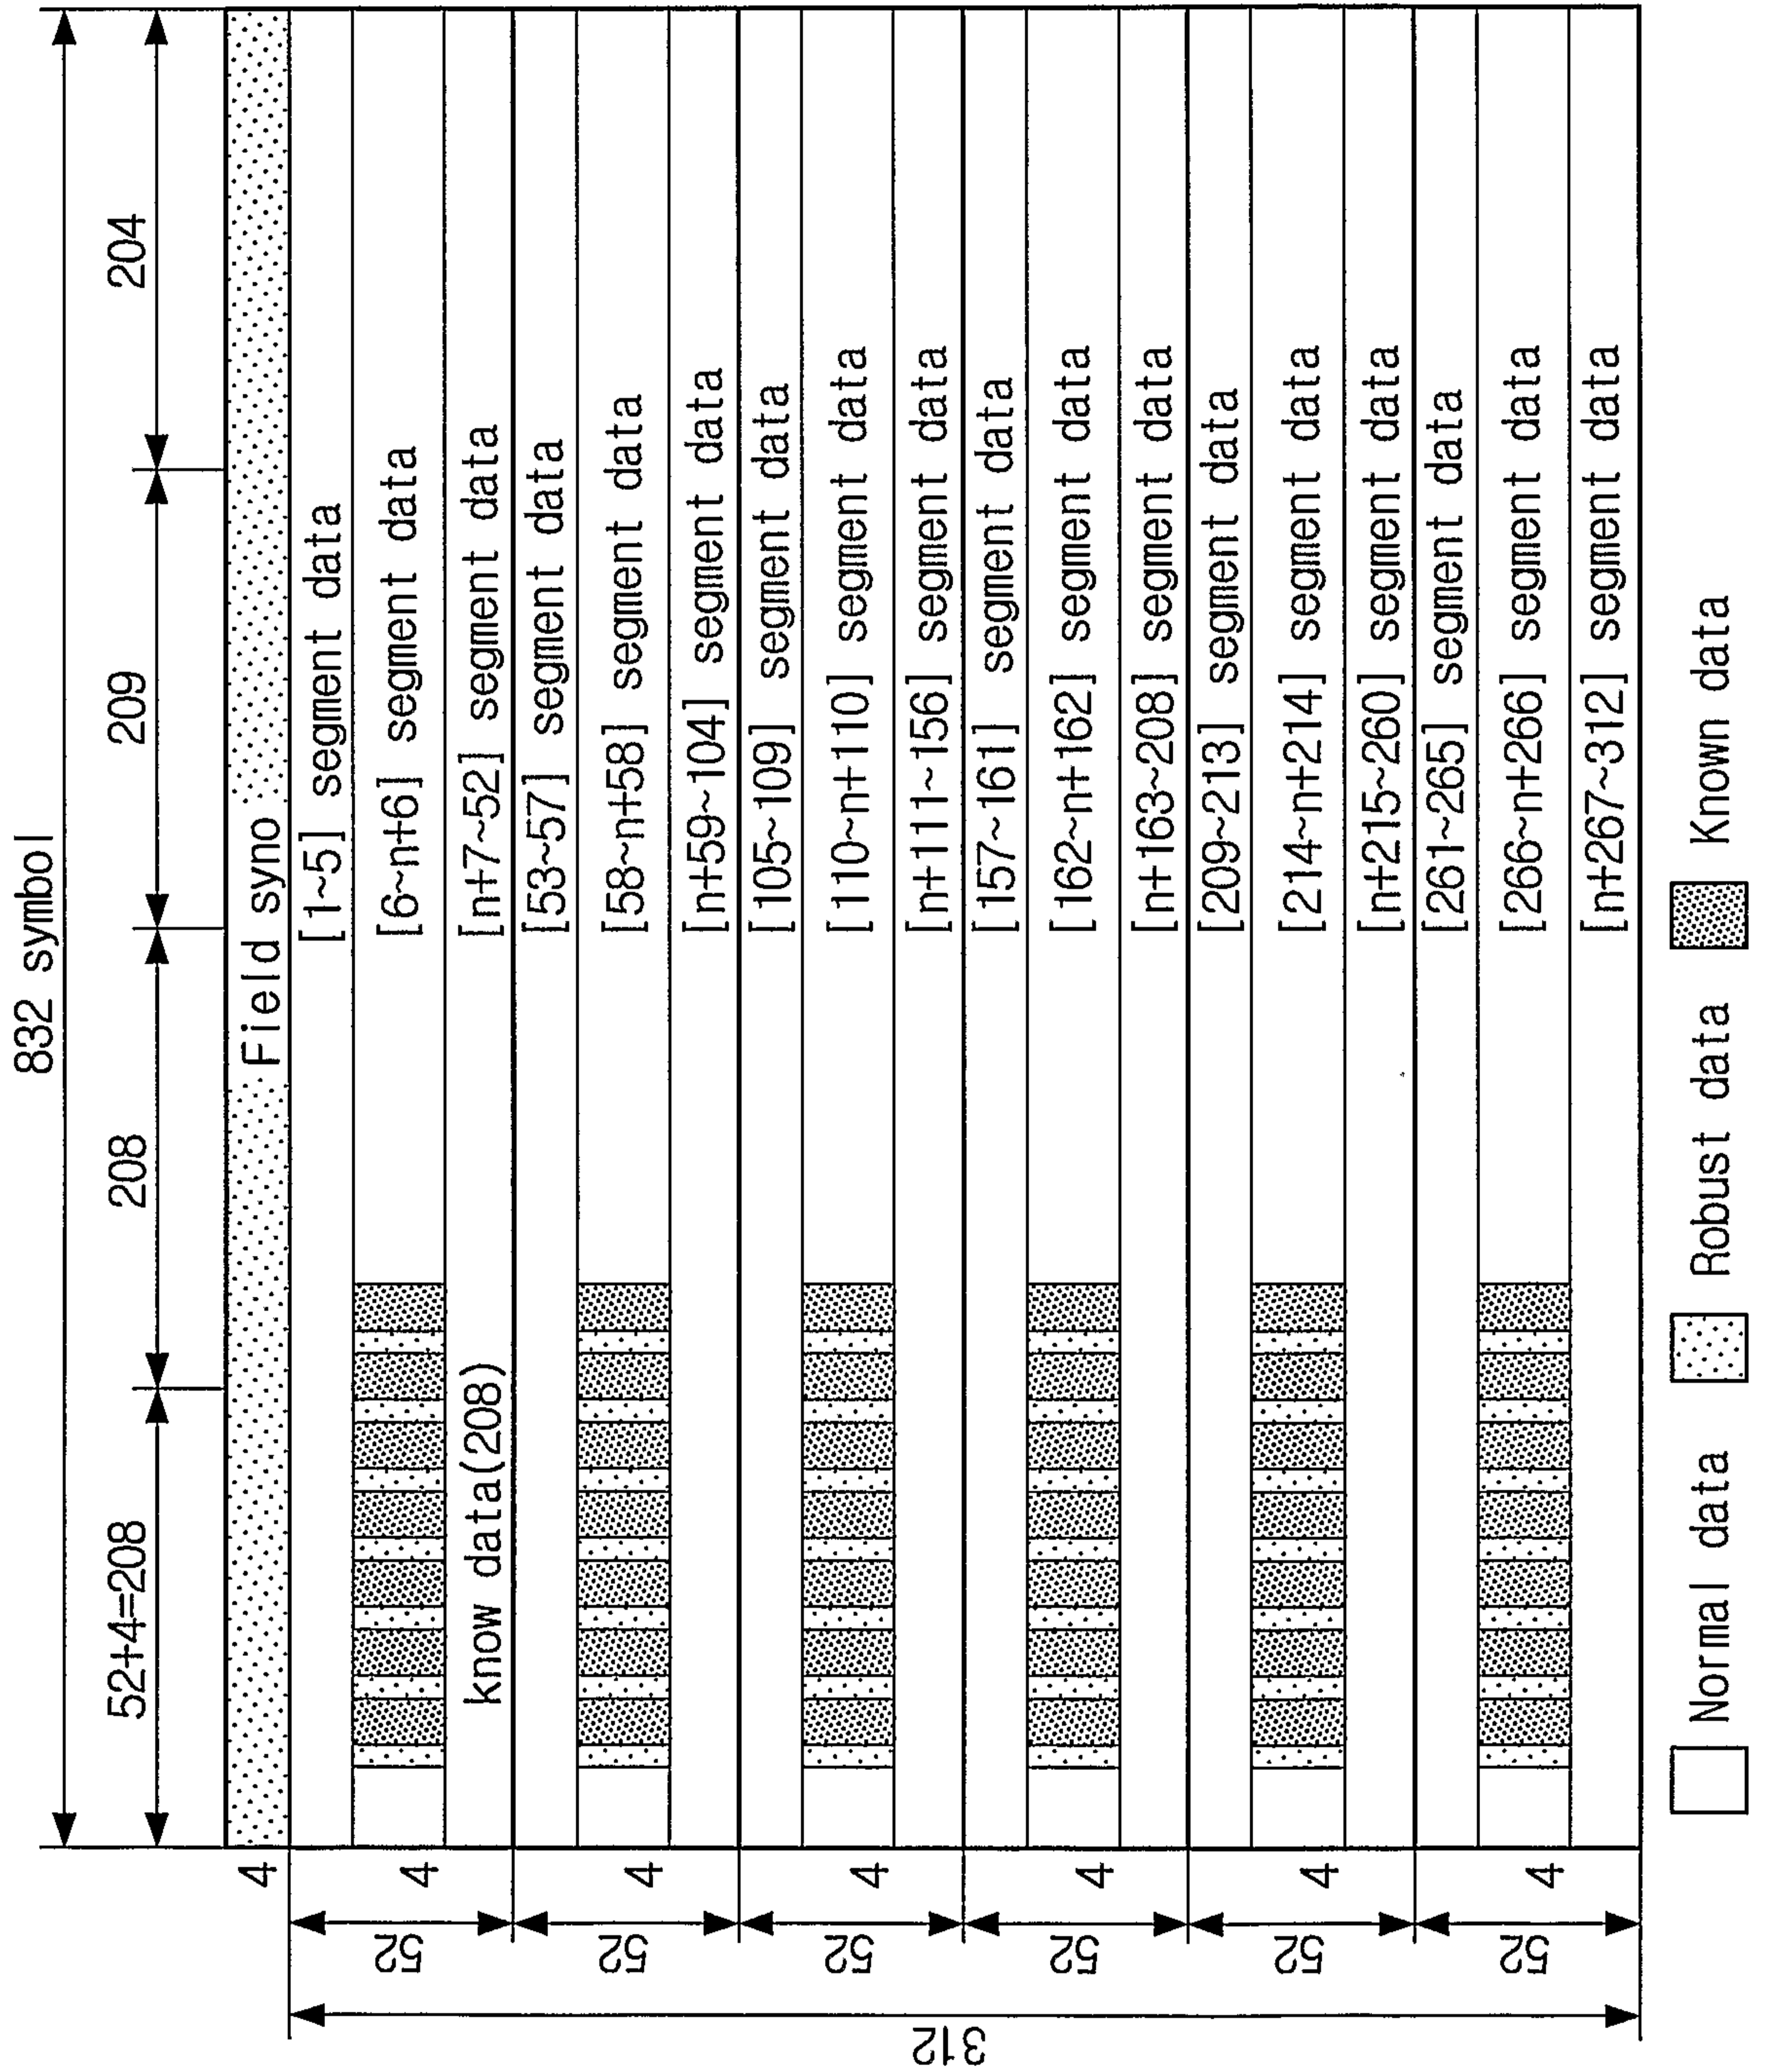 832 symbol
52+4=208
208
209
204
Field syno
[1~5] segment data
[6~n+6] segment data
know data(208)
[n+7~52] segment data
[53~57] segment data
[58~n+58] segment data
[n+59~104] segment data
[105~109] segment data
[110~n+110] segment data
[n+111~156] segment data
[157~161] segment data
[162~n+162] segment data
[n+163~208] segment data
[209~213] segment data
[214~n+214] segment data
[n+215~260] segment data
[261~265] segment data
[266~n+266] segment data
[n+267~312] segment data
4
4
4
4
4
4
4
52
52
52
52
52
52
312
Normal data
Robust data
Known data